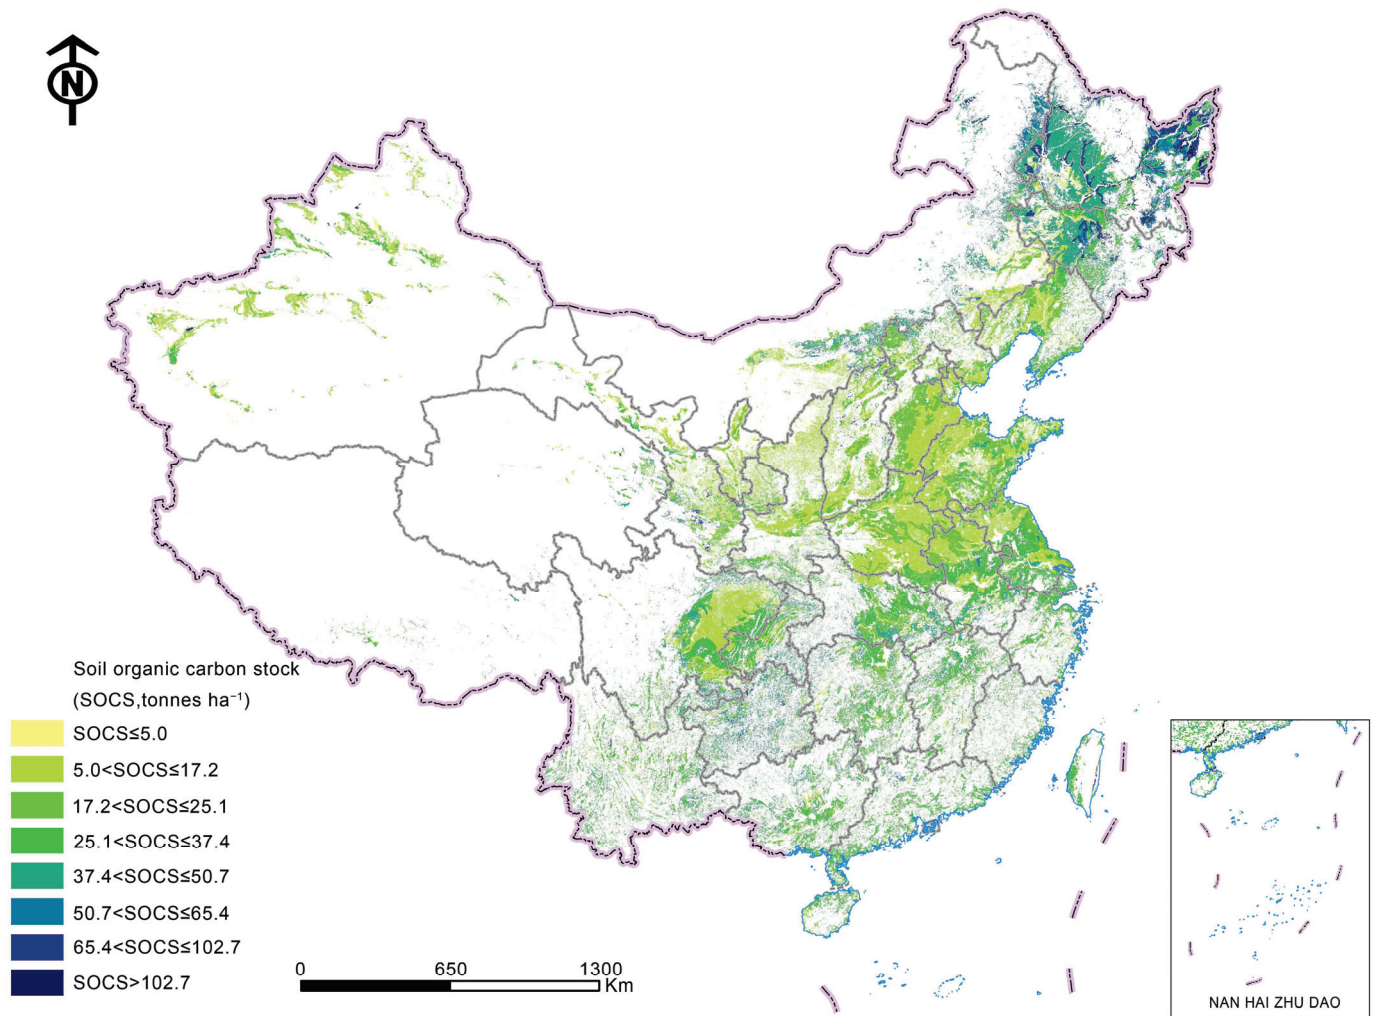 N
Soil organic carbon stock
(SOCS,tonnes ha⁻¹)
SOCS≤5.0
5.0<SOCS≤17.2
17.2<SOCS≤25.1
25.1<SOCS≤37.4
37.4<SOCS≤50.7
50.7<SOCS≤65.4
65.4<SOCS≤102.7
SOCS>102.7
0 650 1300
Km
NAN HAI ZHU DAO